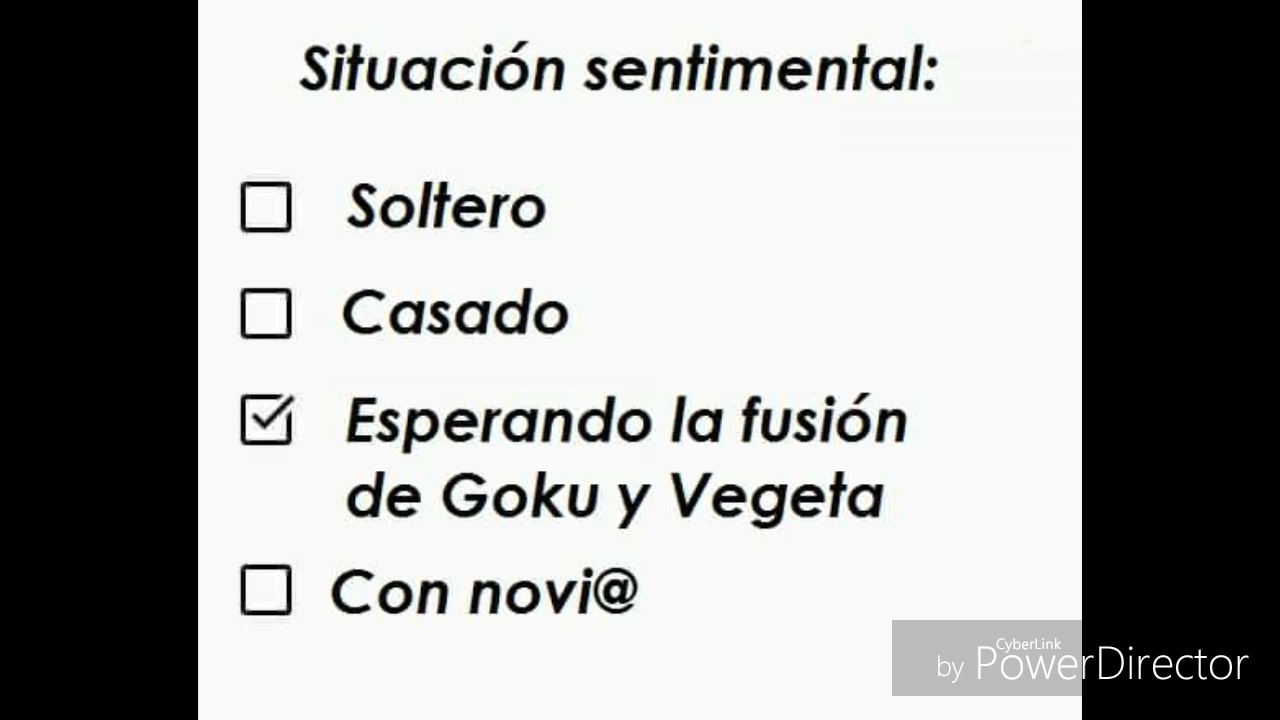 Situación sentimental:
Soltero
Casado
Esperando la fusión
de Goku y Vegeta
Con novi@
CyberLink
by PowerDirector